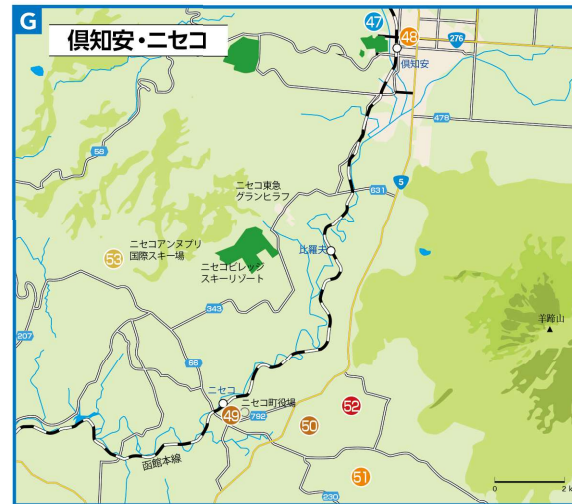 G
倶知安・ニセコ
47
48
276
倶知安
478
58
ニセコ東急
グランヒラフ
631
5
比羅夫
ニセコアンヌプリ
国際スキー場
53
ニセコビレッジ
スキーリゾート
343
羊蹄山
207
66
ニセコ
ニセコ町役場
49
792
50
52
函館本線
51
230
0
2 k